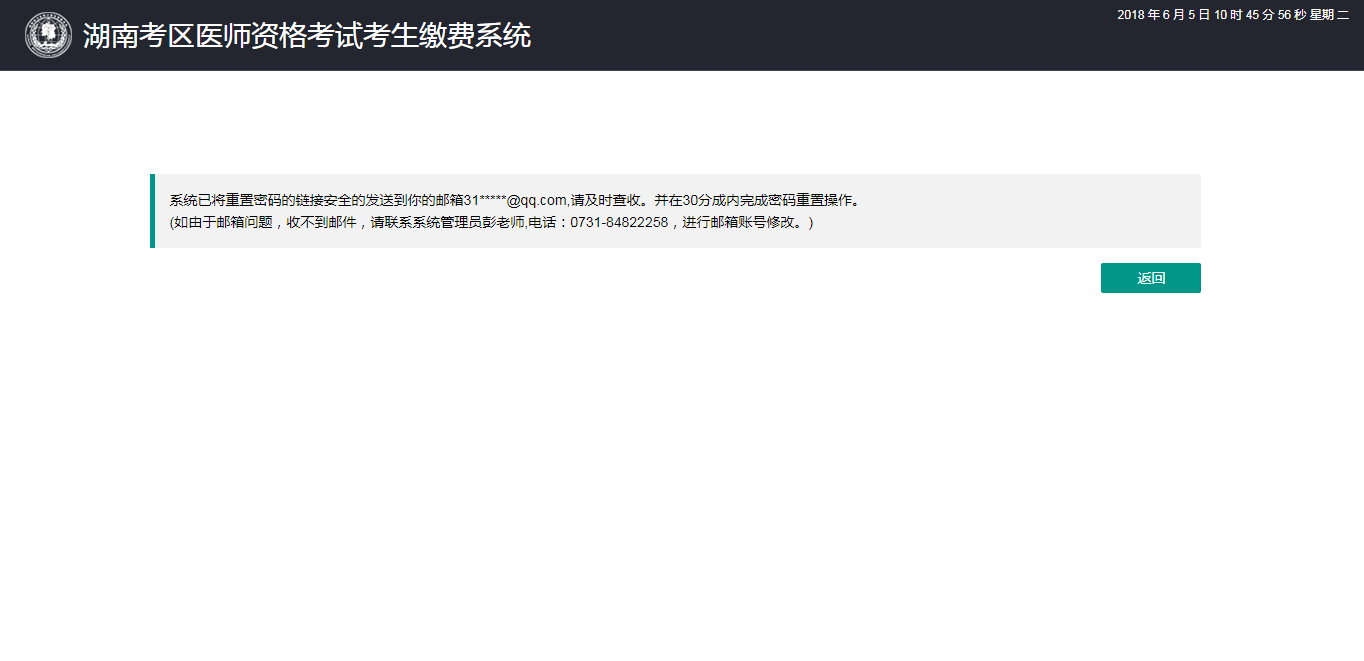 湖南考区医师资格考试考生缴费系统
2018 年 6 月 5 日 10 时 45 分 56 秒 星期 二
系统已将重置密码的链接安全的发送到你的邮箱31*****@qq.com,请及时查收。并在30分成内完成密码重置操作。
(如由于邮箱问题，收不到邮件，请联系系统管理员彭老师,电话：0731-84822258，进行邮箱账号修改。)
返回